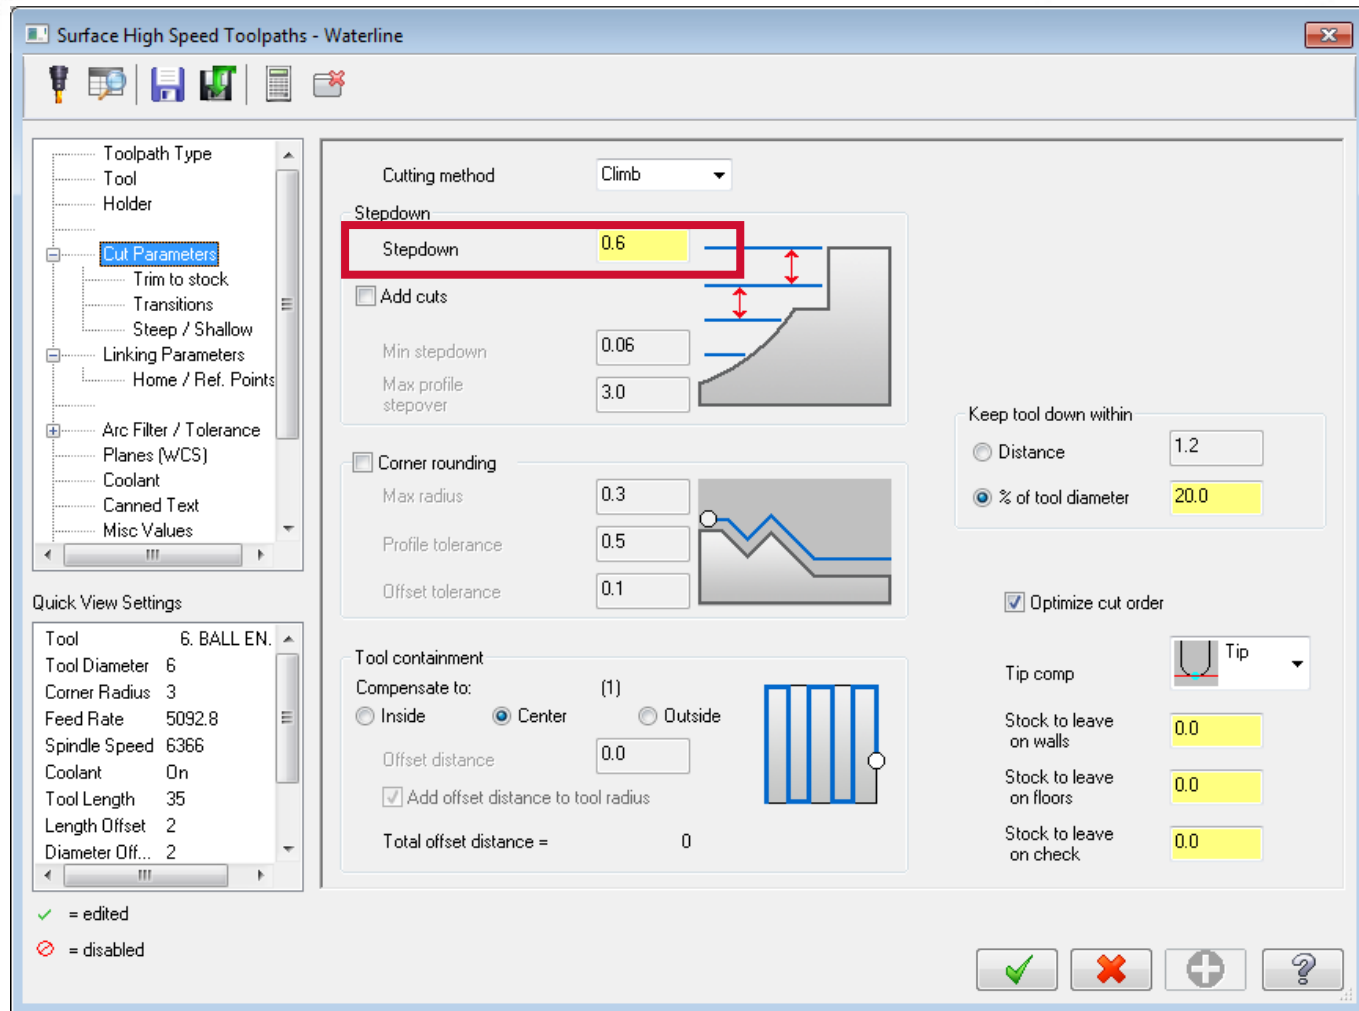 Surface High Speed Toolpaths - Waterline
Toolpath Type
Tool
Holder
Cut Parameters
Trim to stock
Transitions
Steep / Shallow
Linking Parameters
Home / Ref. Points
Arc Filter / Tolerance
Planes (WCS)
Coolant
Canned Text
Misc Values
Quick View Settings
Tool 6. BALL EN.
Tool Diameter 6
Corner Radius 3
Feed Rate 5092.8
Spindle Speed 6366
Coolant On
Tool Length 35
Length Offset 2
Diameter Off... 2
= edited
= disabled
Cutting method Climb
Stepdown
Stepdown 0.6
Add cuts
Min stepdown 0.06
Max profile
stepover 3.0
Corner rounding
Max radius 0.3
Profile tolerance 0.5
Offset tolerance 0.1
Tool containment
Compensate to: (1)
Inside Center Outside
Offset distance 0.0
Add offset distance to tool radius
Total offset distance = 0
Keep tool down within
Distance 1.2
% of tool diameter 20.0
Optimize cut order
Tip comp Tip
Stock to leave
on walls 0.0
Stock to leave
on floors 0.0
Stock to leave
on check 0.0